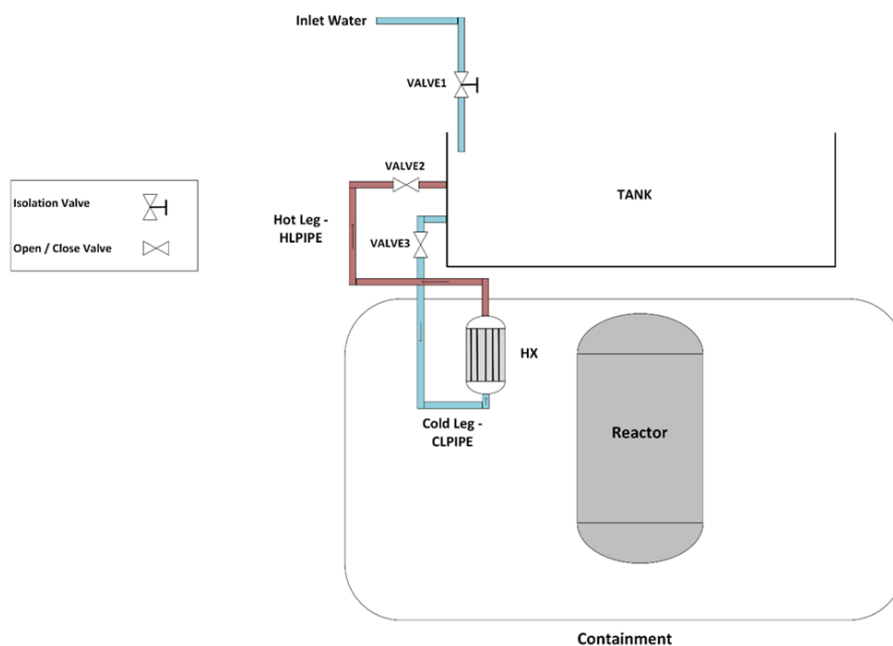 Inlet Water
VALVE1
VALVE2
TANK
Isolation Valve
Hot Leg -
HLPIPE
VALVE3
Open / Close Valve
HX
Cold Leg -
CLPIPE
Reactor
Containment